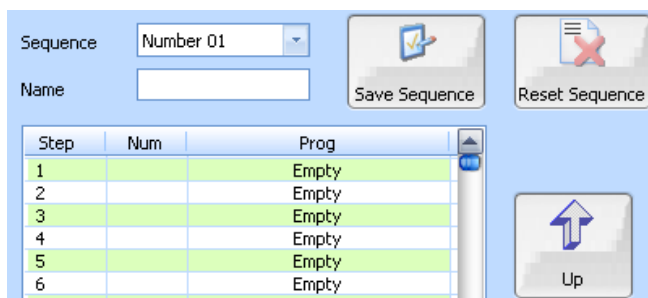 Sequence Number 01
Name
Save Sequence
Reset Sequence
Step Num Prog
1 Empty
2 Empty
3 Empty
4 Empty
5 Empty
6 Empty
Up